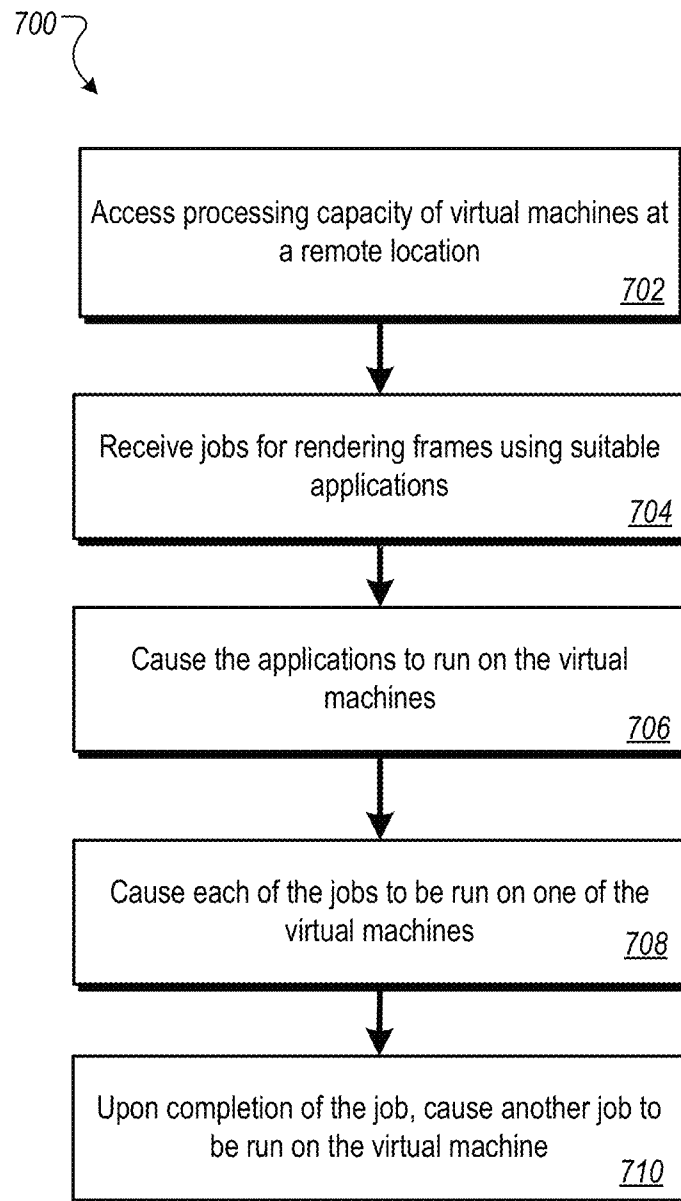 700
Access processing capacity of virtual machines at
a remote location
702
Receive jobs for rendering frames using suitable
applications
704
Cause the applications to run on the virtual
machines
706
Cause each of the jobs to be run on one of the
virtual machines
708
Upon completion of the job, cause another job to
be run on the virtual machine
710